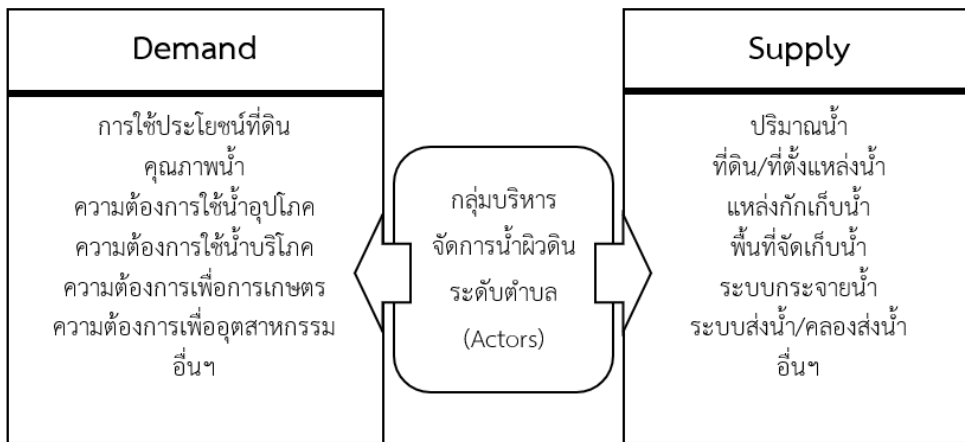 Demand
การใช้ประโยชน์ที่ดิน
คุณภาพน้ำ
ความต้องการใช้น้ำอุปโภค
ความต้องการใช้น้ำบริโภค
ความต้องการเพื่อการเกษตร
ความต้องการเพื่ออุตสาหกรรม
อื่นๆ
กลุ่มบริหาร
จัดการน้ำผิวดิน
ระดับตำบล
(Actors)
Supply
ปริมาณน้ำ
ที่ดิน/ที่ตั้งแหล่งน้ำ
แหล่งกักเก็บน้ำ
พื้นที่จัดเก็บน้ำ
ระบบกระจายน้ำ
ระบบส่งน้ำ/คลองส่งน้ำ
อื่นๆ